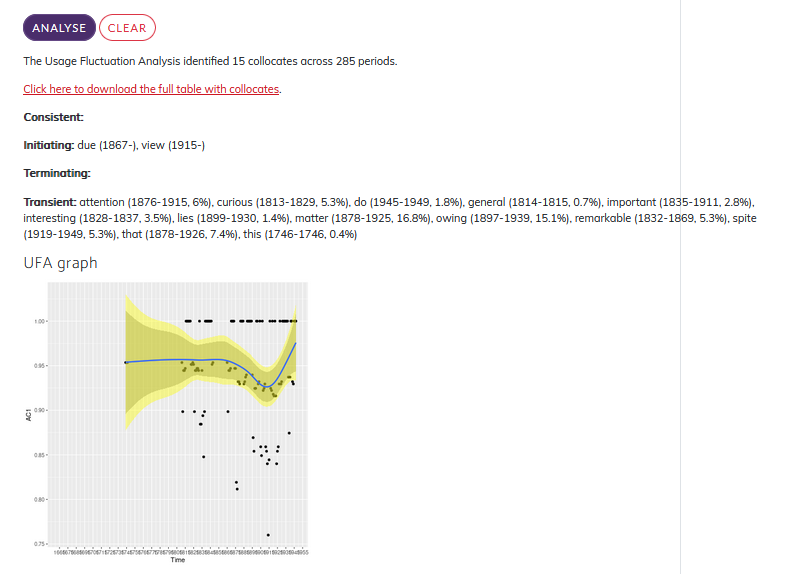 ANALYSE CLEAR
The Usage Fluctuation Analysis identified 15 collocates across 285 periods.
Click here to download the full table with collocates.
Consistent:
Initiating: due (1867-), view (1915-)
Terminating:
Transient: attention (1876-1915, 6%), curious (1813-1829, 5.3%), do (1945-1949, 1.8%), general (1814-1815, 0.7%), important (1835-1911, 2.8%),
interesting (1828-1837, 3.5%), lies (1899-1930, 1.4%), matter (1878-1925, 16.8%), owing (1897-1939, 15.1%), remarkable (1832-1869, 5.3%), spite
(1919-1949, 5.3%), that (1878-1926, 7.4%), this (1746-1746, 0.4%)
UFA graph
1.00
0.95
0.90
AC1
0.85
0.80
0.75
Time